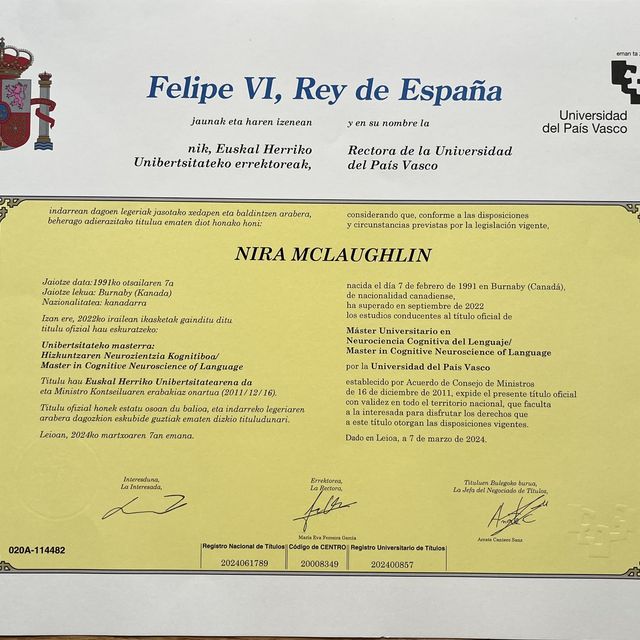 Felipe VI, Rey de España
eman ta
Universidad
del País Vasco
jaunak eta haren izenean
nik, Euskal Herriko
Unibertsitateko errektoreak,
y en su nombre la
Rectora de la Universidad
del País Vasco
indarrean dagoen legeriak jasotako xedapen eta baldintzen arabera,
beherago adierazitako titulua ematen diot honako honi:
considerando que, conforme a las disposiciones
y circunstancias previstas por la legislación vigente,
NIRA MCLAUGHLIN
Jaiotze data:1991ko otsailaren 7a
Jaiotze lekua: Burnaby (Kanada)
Nazionalitatea: kanadarra
Izan ere, 2022ko irailean ikasketak gainditu ditu
titulu ofizial hau eskuratzeko:
Unibertsitateko masterra:
Hizkuntzaren Neurozientzia Kognitiboa/
Master in Cognitive Neuroscience of Language
Titulu hau Euskal Herriko Unibertsitatearena da
eta Ministro Kontseiluaren erabakiaz onartua (2011/12/16).
Titulu ofizial honek estatu osoan du balioa, eta indarreko legeriaren
arabera dagozkion eskubide guztiak ematen dizkio tituludunari.
Leioan, 2024ko martxoaren 7an emana.
nacida el día 7 de febrero de 1991 en Burnaby (Canadá),
de nacionalidad canadiense,
ha superado en septiembre de 2022
los estudios conducentes al título oficial de
Máster Universitario en
Neurociencia Cognitiva del Lenguaje/
Master in Cognitive Neuroscience of Language
por la Universidad del País Vasco
establecido por Acuerdo de Consejo de Ministros
de 16 de diciembre de 2011, expide el presente título oficial
con validez en todo el territorio nacional, que faculta
a la interesada para disfrutar los derechos que
a este título otorgan las disposiciones vigentes.
Dado en Leioa, a 7 de marzo de 2024.
Interesduna,
La Interesada,
Errektorea,
La Rectora,
Maria Eva Ferreira Garcia
Tituluen Bulegoko burua,
La Jefa del Negociado de Títulos,
Amata Cantero Sanz
020A-114482
Registro Nacional de Títulos
2024061789
Código de CENTRO
20008349
Registro Universitario de Títulos
202400857